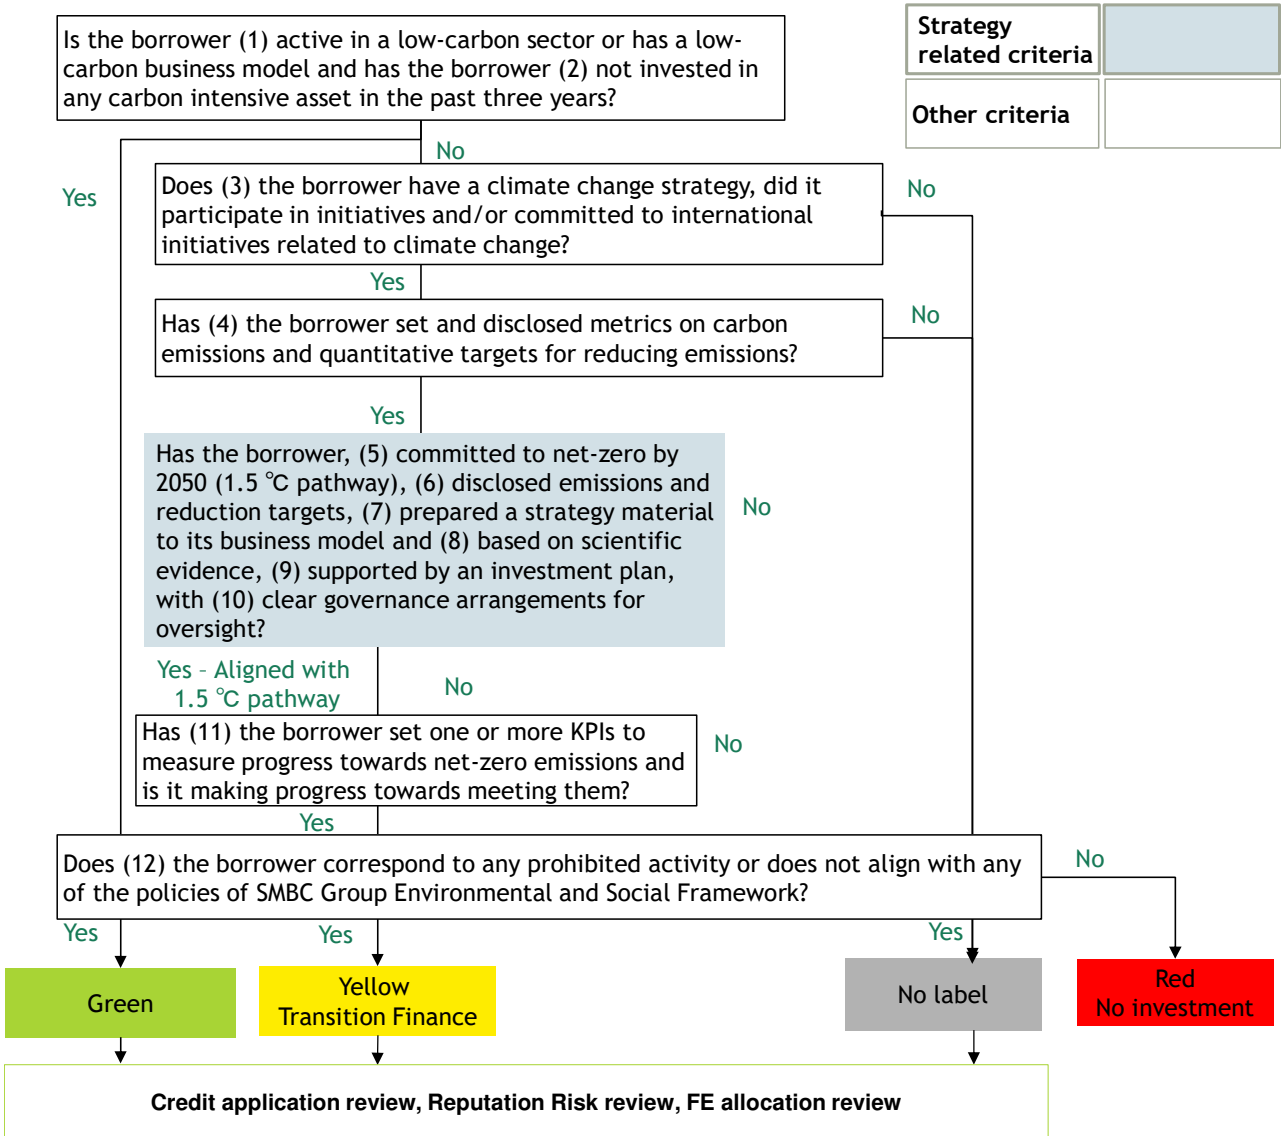 Is the borrower (1) active in a low-carbon sector or has a low-
carbon business model and has the borrower (2) not invested in
any carbon intensive asset in the past three years?
Strategy
related criteria
Other criteria
No
Yes
Does (3) the borrower have a climate change strategy, did it
participate in initiatives and/or committed to international
initiatives related to climate change?
No
Yes
Has (4) the borrower set and disclosed metrics on carbon
emissions and quantitative targets for reducing emissions?
No
Yes
Has the borrower, (5) committed to net-zero by
2050 (1.5 ℃ pathway), (6) disclosed emissions and
reduction targets, (7) prepared a strategy material
to its business model and (8) based on scientific
evidence, (9) supported by an investment plan,
with (10) clear governance arrangements for
oversight?
No
Yes – Aligned with
1.5 ℃ pathway
No
Has (11) the borrower set one or more KPIs to
measure progress towards net-zero emissions and
is it making progress towards meeting them?
No
Yes
Does (12) the borrower correspond to any prohibited activity or does not align with any
of the policies of SMBC Group Environmental and Social Framework?
No
Yes
Yes
Yes
Green
Yellow
Transition Finance
No label
Red
No investment
Credit application review, Reputation Risk review, FE allocation review